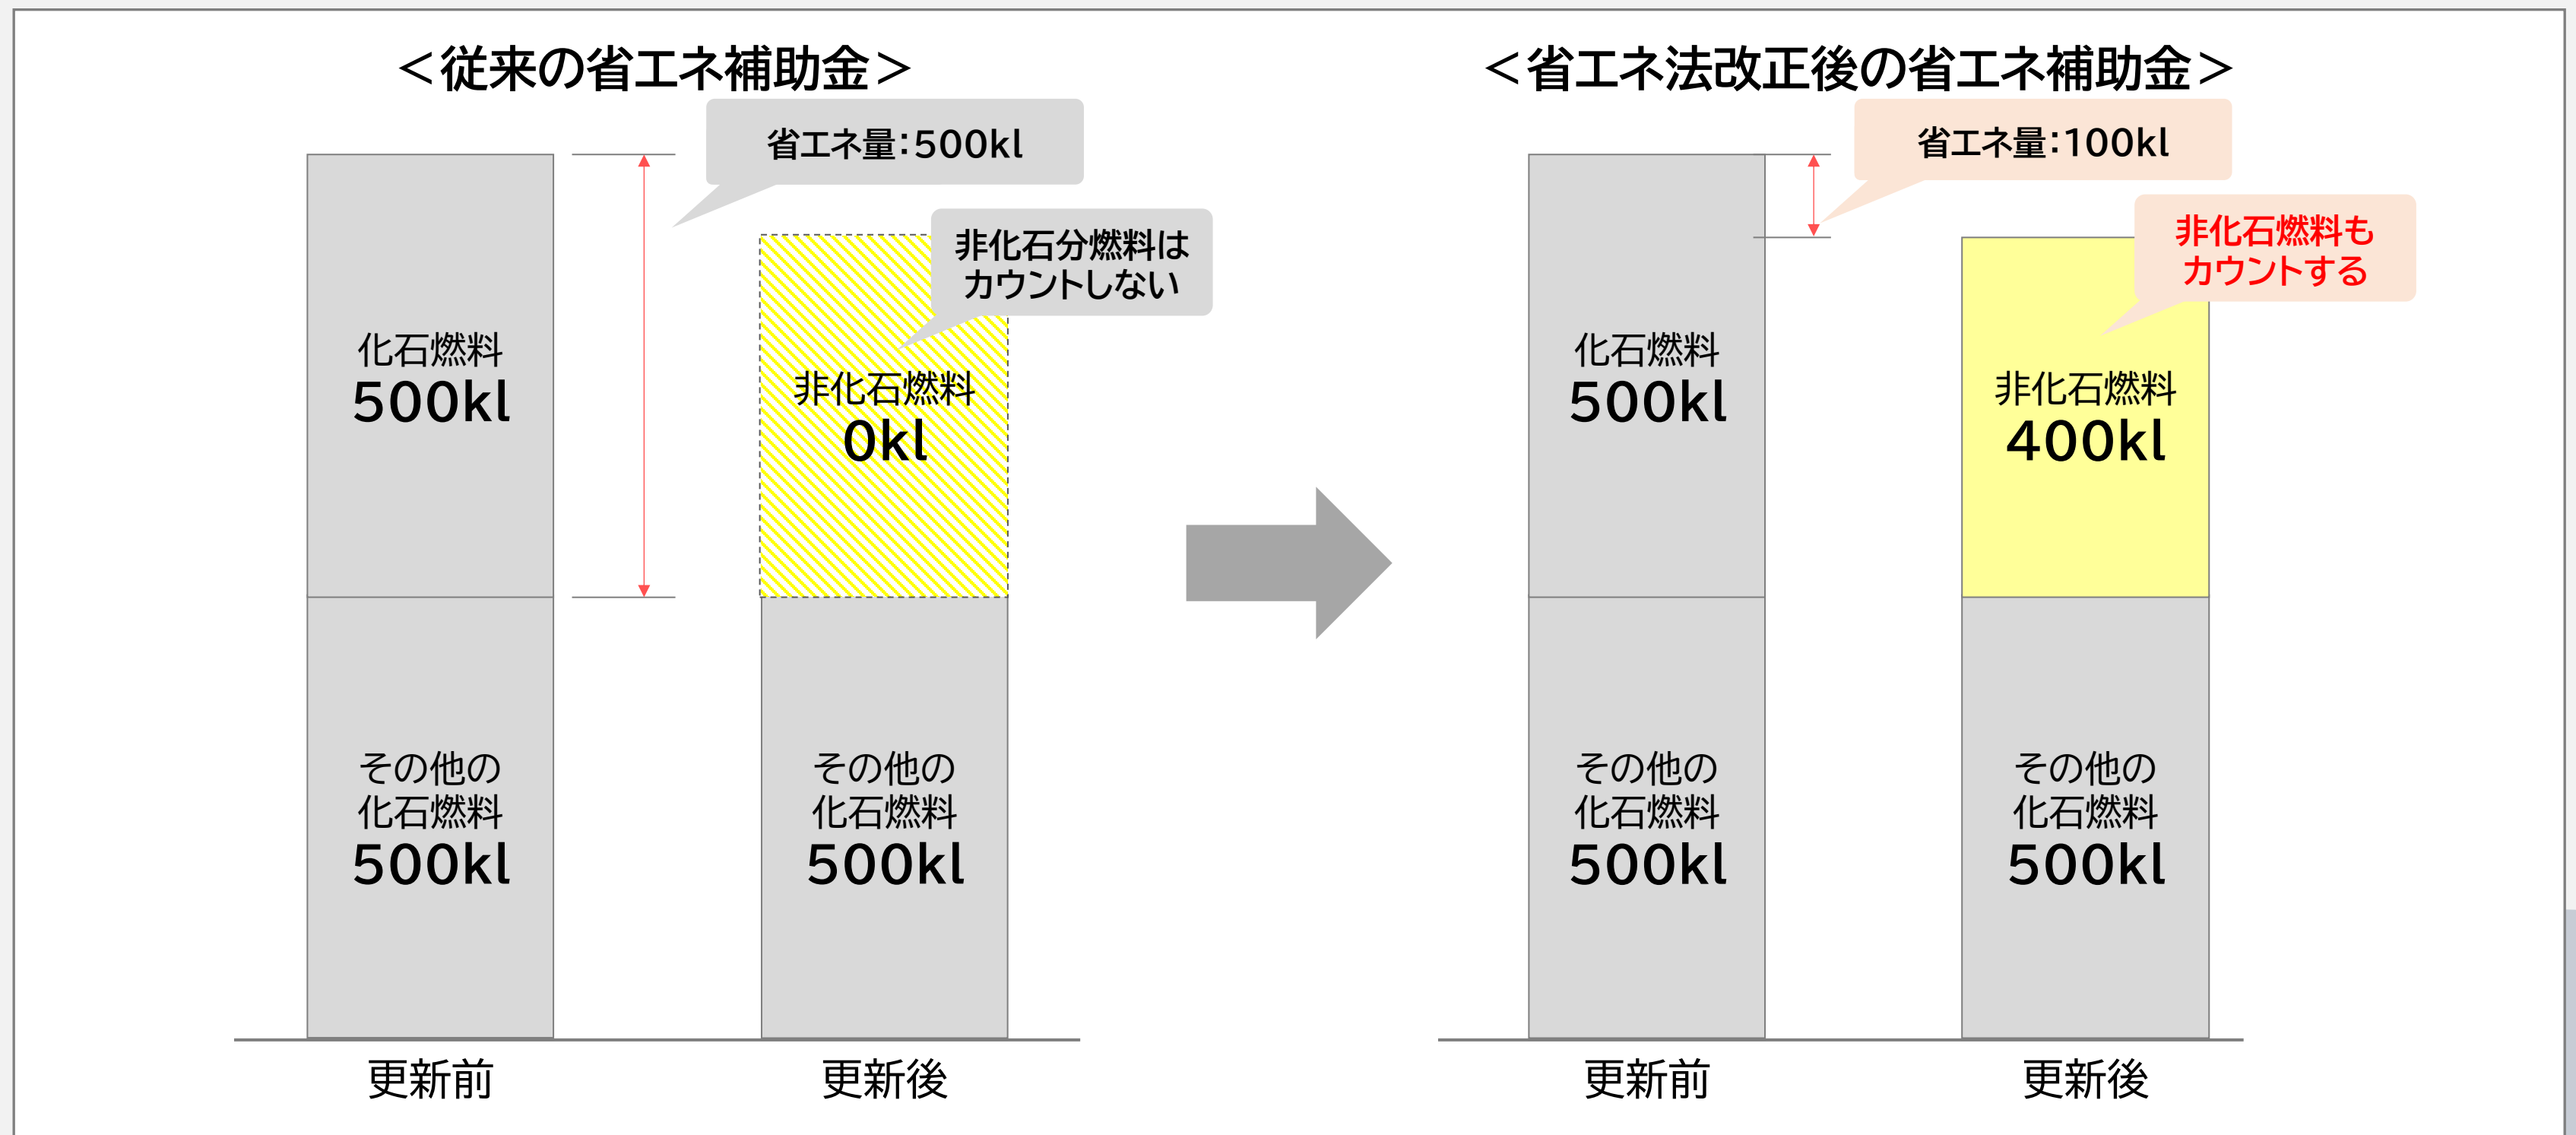 ＜従来の省エネ補助金＞
省エネ量：500kl
非化石分燃料は
カウントしない
化石燃料
500kl
非化石燃料
0kl
その他の
化石燃料
500kl
その他の
化石燃料
500kl
更新前
更新後
＜省エネ法改正後の省エネ補助金＞
省エネ量：100kl
非化石燃料も
カウントする
化石燃料
500kl
非化石燃料
400kl
その他の
化石燃料
500kl
その他の
化石燃料
500kl
更新前
更新後